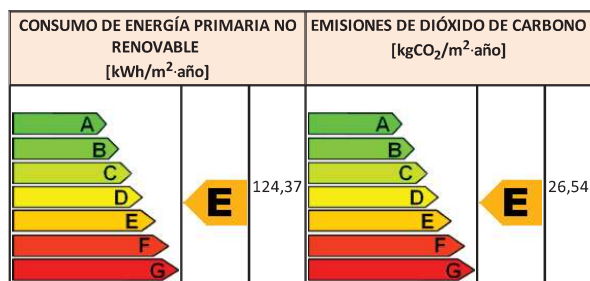 CONSUMO DE ENERGÍA PRIMARIA NO
RENOVABLE
[kWh/m²·año]
A
B
C
D
E
F
G
E
124,37
EMISIONES DE DIÓXIDO DE CARBONO
[kgCO₂/m²·año]
A
B
C
D
E
F
G
E
26,54